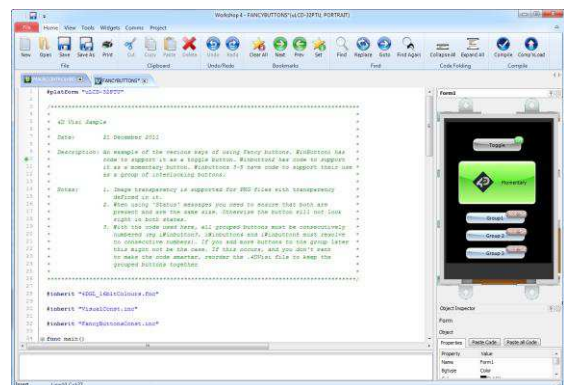 Workshop 4 - FANCYBUTTONS*(uLCD-32PTU, PORTRAIT)
File Home View Tools Widgets Comms Project
New Open Save Save As Print Cut Copy Paste Delete Undo Redo Clear All Next Prev Set Find Replace Goto Find Again Collapse All Expand All Compile Comp'nLoad
File Clipboard Undo/Redo Bookmarks Find Code Folding Compile
FANCYBUTTONS*
#platform "uLCD-32PTU"
* 4D Visi Sample
* Date: 21 December 2011
* Description: An example of the various ways of using Fancy buttons. WinButton1 has
* code to support it as a toggle button. Winbutton2 has code to support
* it as a momentary button. Winbuttons 3-5 have code to support their use
* as a group of interlocking buttons.
* Notes: 1. Image transparency is supported for PNG files with transparency
* defined in it.
* 2. When using 'Status' messages you need to ensure that both are
* present and are the same size. Otherwise the button will not look
* right in both states.
* 3. With the code used here, all grouped buttons must be consecutively
* numbered (eg iWinbutton3, iWinbutton4 and iWinbutton5 must resolve
* to consecutive numbers). If you add more buttons to the group later
* this might not be the case. If this occurs, and you don't want
* to make the code smarter, reorder the .4DVisi file to keep the
* grouped buttons together
#inherit "4DGL_16bitColours.fnc"
#inherit "VisualConst.inc"
#inherit "FancyButtonsConst.inc"
func main()
Form1
Toggle
Momentary
Group1
Group 2
Group 3
Object Inspector
Form
Object
Properties Paste Code Paste all Code
Property Value
Name Form1
Bgtype Color
Insert